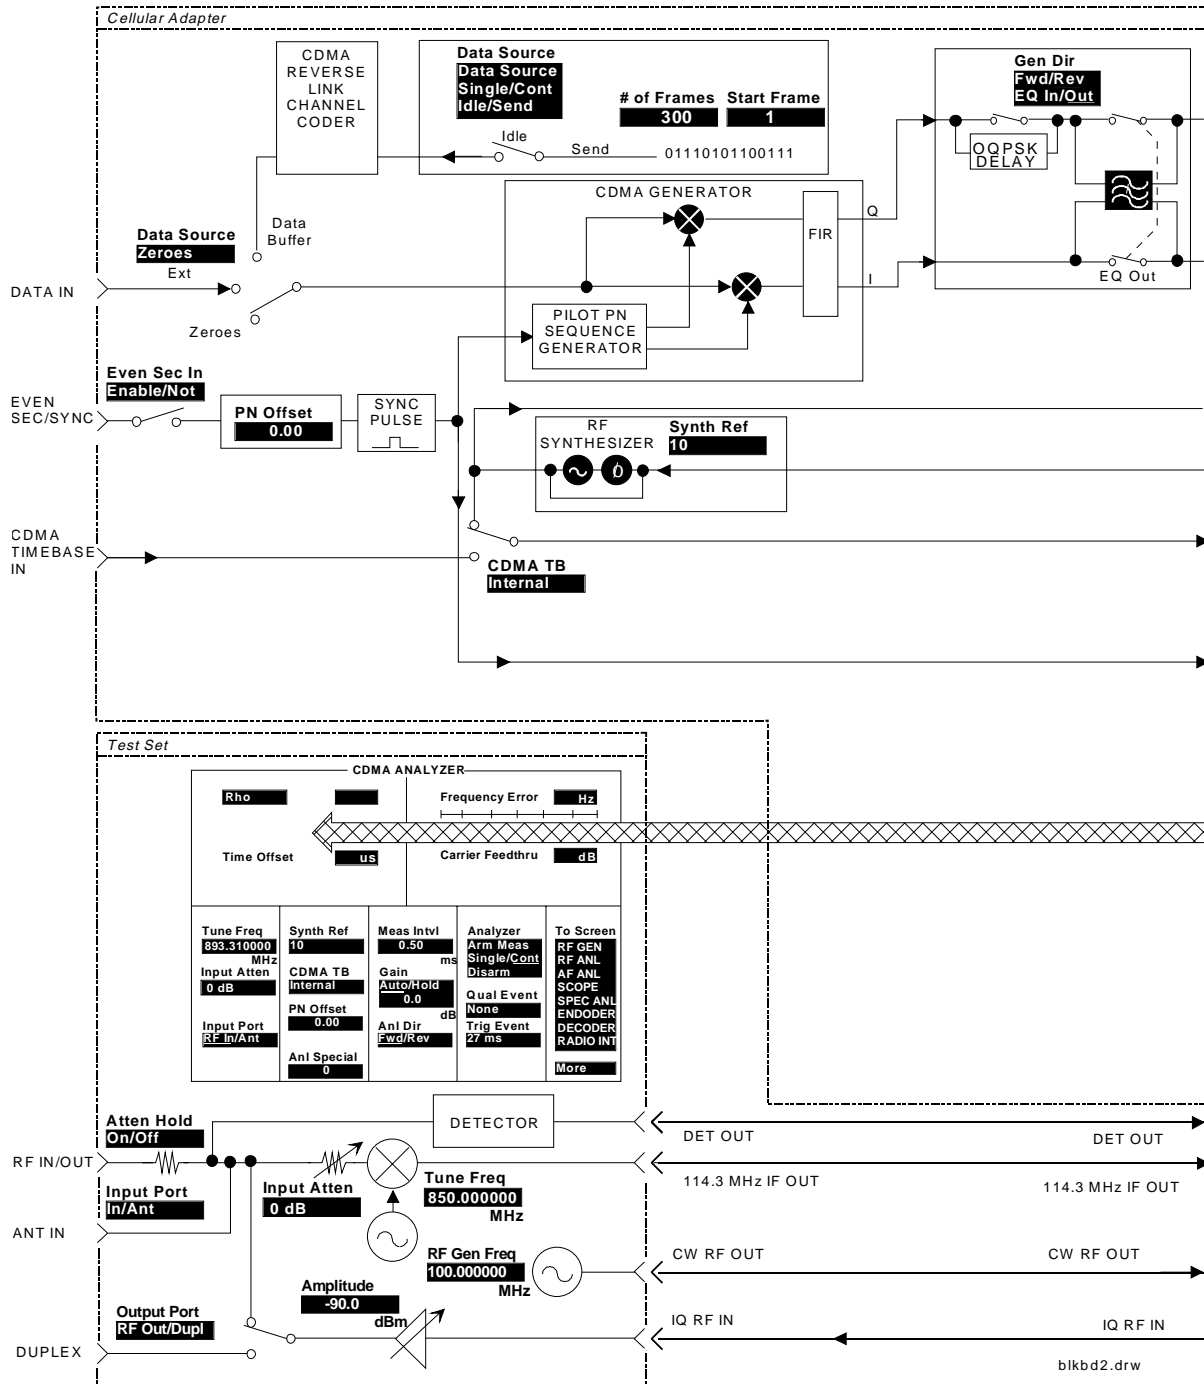 Cellular Adapter
CDMA
REVERSE
LINK
CHANNEL
CODER
Data Source
Data Source
Single/Cont
Idle/Send
# of Frames
300
Start Frame
1
Idle
Send
01110101100111
Gen Dir
Fwd/Rev
EQ In/Out
OQPSK
DELAY
EQ Out
CDMA GENERATOR
FIR
Q
I
PILOT PN
SEQUENCE
GENERATOR
Data
Buffer
Data Source
Zeroes
Ext
DATA IN
Zeroes
Even Sec In
Enable/Not
EVEN
SEC/SYNC
PN Offset
0.00
SYNC
PULSE
RF
SYNTHESIZER
Synth Ref
10
~
Ø
CDMA
TIMEBASE
IN
CDMA TB
Internal
Test Set
CDMA ANALYZER
Rho
Frequency Error
Hz
Time Offset
us
Carrier Feedthru
dB
Tune Freq
893.310000
MHz
Input Atten
0 dB
Input Port
RF In/Ant
Synth Ref
10
CDMA TB
Internal
PN Offset
0.00
Anl Special
0
Meas Intvl
0.50
ms
Gain
Auto/Hold
0.0
dB
Anl Dir
Fwd/Rev
Analyzer
Arm Meas
Single/Cont
Disarm
Qual Event
None
Trig Event
27 ms
To Screen
RF GEN
RF ANL
AF ANL
SCOPE
SPEC ANL
ENDODER
DECODER
RADIO INT
More
Atten Hold
On/Off
DETECTOR
DET OUT
DET OUT
RF IN/OUT
Input Port
In/Ant
Input Atten
0 dB
Tune Freq
850.000000
MHz
114.3 MHz IF OUT
114.3 MHz IF OUT
ANT IN
RF Gen Freq
100.000000
MHz
CW RF OUT
CW RF OUT
Amplitude
-90.0
dBm
Output Port
RF Out/Dupl
IQ RF IN
IQ RF IN
DUPLEX
blkbd2.drw